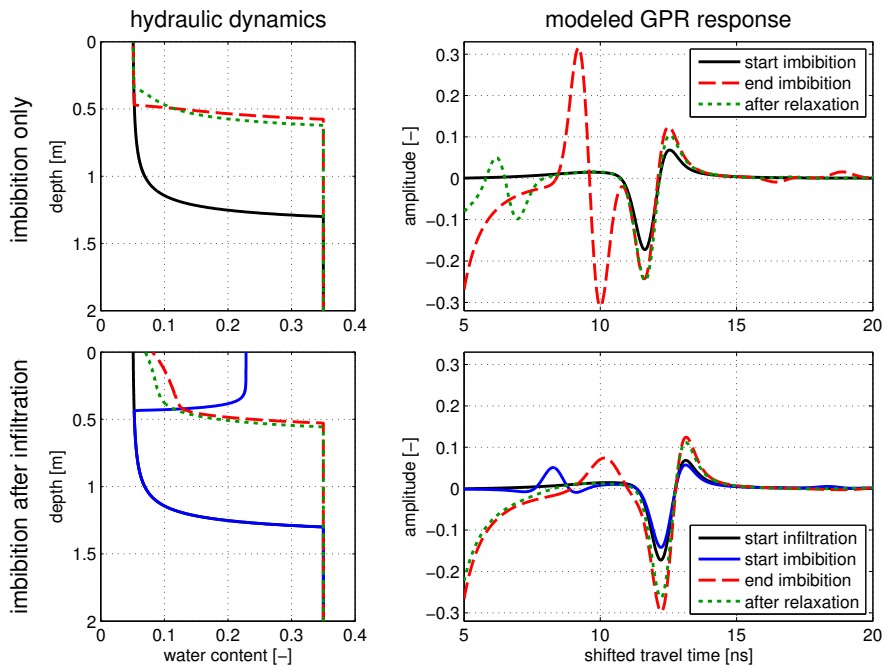 hydraulic dynamics
modeled GPR response
imbibition only
depth [m]
0
0.5
1
1.5
2
0
0.1
0.2
0.3
0.4
amplitude [−]
0.3
0.2
0.1
0
−0.1
−0.2
−0.3
5
10
15
20
start imbibition
end imbibition
after relaxation
imbibition after infiltration
depth [m]
0
0.5
1
1.5
2
0
0.1
0.2
0.3
0.4
water content [−]
amplitude [−]
0.3
0.2
0.1
0
−0.1
−0.2
−0.3
5
10
15
20
shifted travel time [ns]
start infiltration
start imbibition
end imbibition
after relaxation